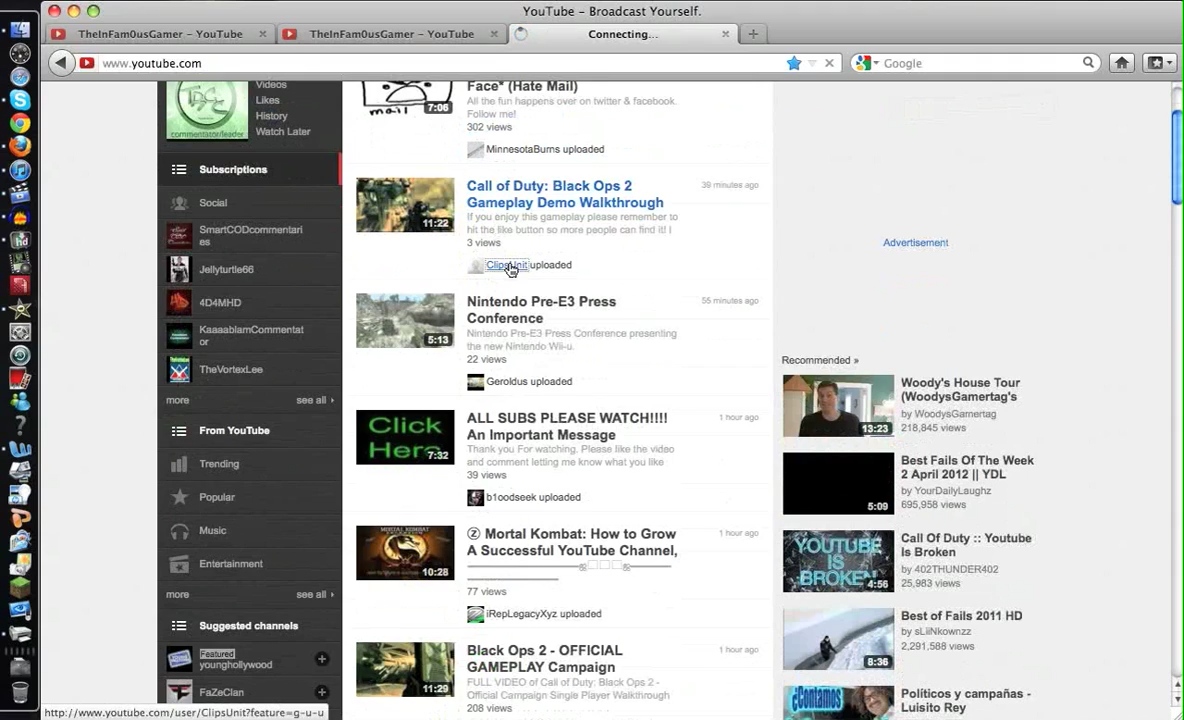 YouTube - Broadcast Yourself.
TheInFam0usGamer - YouTube
TheInFam0usGamer - YouTube
Connecting...
www.youtube.com
Google
Videos
Likes
History
Watch Later
commentator/leader
Subscriptions
Social
SmartCODcommentari
es
Jellyturtle66
4D4MHD
KaaaablamCommentat
or
TheVortexLee
more
see all
From YouTube
Trending
Popular
Music
Entertainment
more
see all
Suggested channels
Featured
younghollywood
FaZeClan
mail
7:06
Face* (Hate Mail)
All the fun happens over on twitter & facebook.
Follow me!
302 views
MinnesotaBurns uploaded
11:22
Call of Duty: Black Ops 2
Gameplay Demo Walkthrough
39 minutes ago
If you enjoy this gameplay please remember to
hit the like button so more people can find it! I
3 views
ClipsUnit uploaded
5:13
Nintendo Pre-E3 Press
Conference
55 minutes ago
Nintendo Pre-E3 Press Conference presenting
the new Nintendo Wii-u.
22 views
Geroldus uploaded
Click
Here
7:32
ALL SUBS PLEASE WATCH!!!!
An Important Message
1 hour ago
Thank you For watching. Please like the video
and comment letting me know what you like
39 views
b1oodseek uploaded
MORTAL KOMBAT
10:28
② Mortal Kombat: How to Grow
A Successful YouTube Channel,
1 hour ago
77 views
iRepLegacyXyz uploaded
11:29
Black Ops 2 - OFFICIAL
GAMEPLAY Campaign
1 hour ago
FULL VIDEO of Call of Duty: Black Ops 2 -
Official Campaign Single Player Walkthrough
208 views
Advertisement
Recommended »
13:23
Woody's House Tour
(WoodysGamertag's
by WoodysGamertag
218,845 views
5:09
Best Fails Of The Week
2 April 2012 || YDL
by YourDailyLaughz
695,958 views
YOUTUBE
IS
BROKEN
4:56
Call Of Duty :: Youtube
Is Broken
by 402THUNDER402
25,983 views
8:36
Best of Fails 2011 HD
by sLiiNkownzz
2,291,588 views
¿Contamos
Políticos y campañas -
Luisito Rey
http://www.youtube.com/user/ClipsUnit?feature=g-u-u